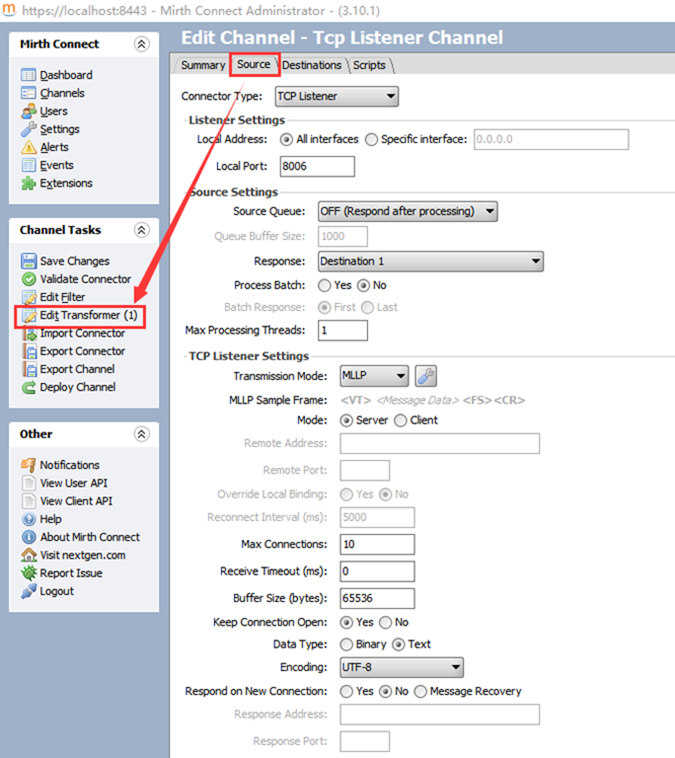 https://localhost:8443 - Mirth Connect Administrator - (3.10.1)
Mirth Connect
Dashboard
Channels
Users
Settings
Alerts
Events
Extensions
Channel Tasks
Save Changes
Validate Connector
Edit Filter
Edit Transformer (1)
Import Connector
Export Connector
Export Channel
Deploy Channel
Other
Notifications
View User API
View Client API
Help
About Mirth Connect
Visit nextgen.com
Report Issue
Logout
Edit Channel - Tcp Listener Channel
Summary Source Destinations Scripts
Connector Type: TCP Listener
Listener Settings
Local Address: All interfaces Specific interface: 0.0.0.0
Local Port: 8006
Source Settings
Source Queue: OFF (Respond after processing)
Queue Buffer Size: 1000
Response: Destination 1
Process Batch: Yes No
Batch Response: First Last
Max Processing Threads: 1
TCP Listener Settings
Transmission Mode: MLLP
MLLP Sample Frame: <VT> <Message Data> <FS><CR>
Mode: Server Client
Remote Address:
Remote Port:
Override Local Binding: Yes No
Reconnect Interval (ms): 5000
Max Connections: 10
Receive Timeout (ms): 0
Buffer Size (bytes): 65536
Keep Connection Open: Yes No
Data Type: Binary Text
Encoding: UTF-8
Respond on New Connection: Yes No Message Recovery
Response Address:
Response Port: